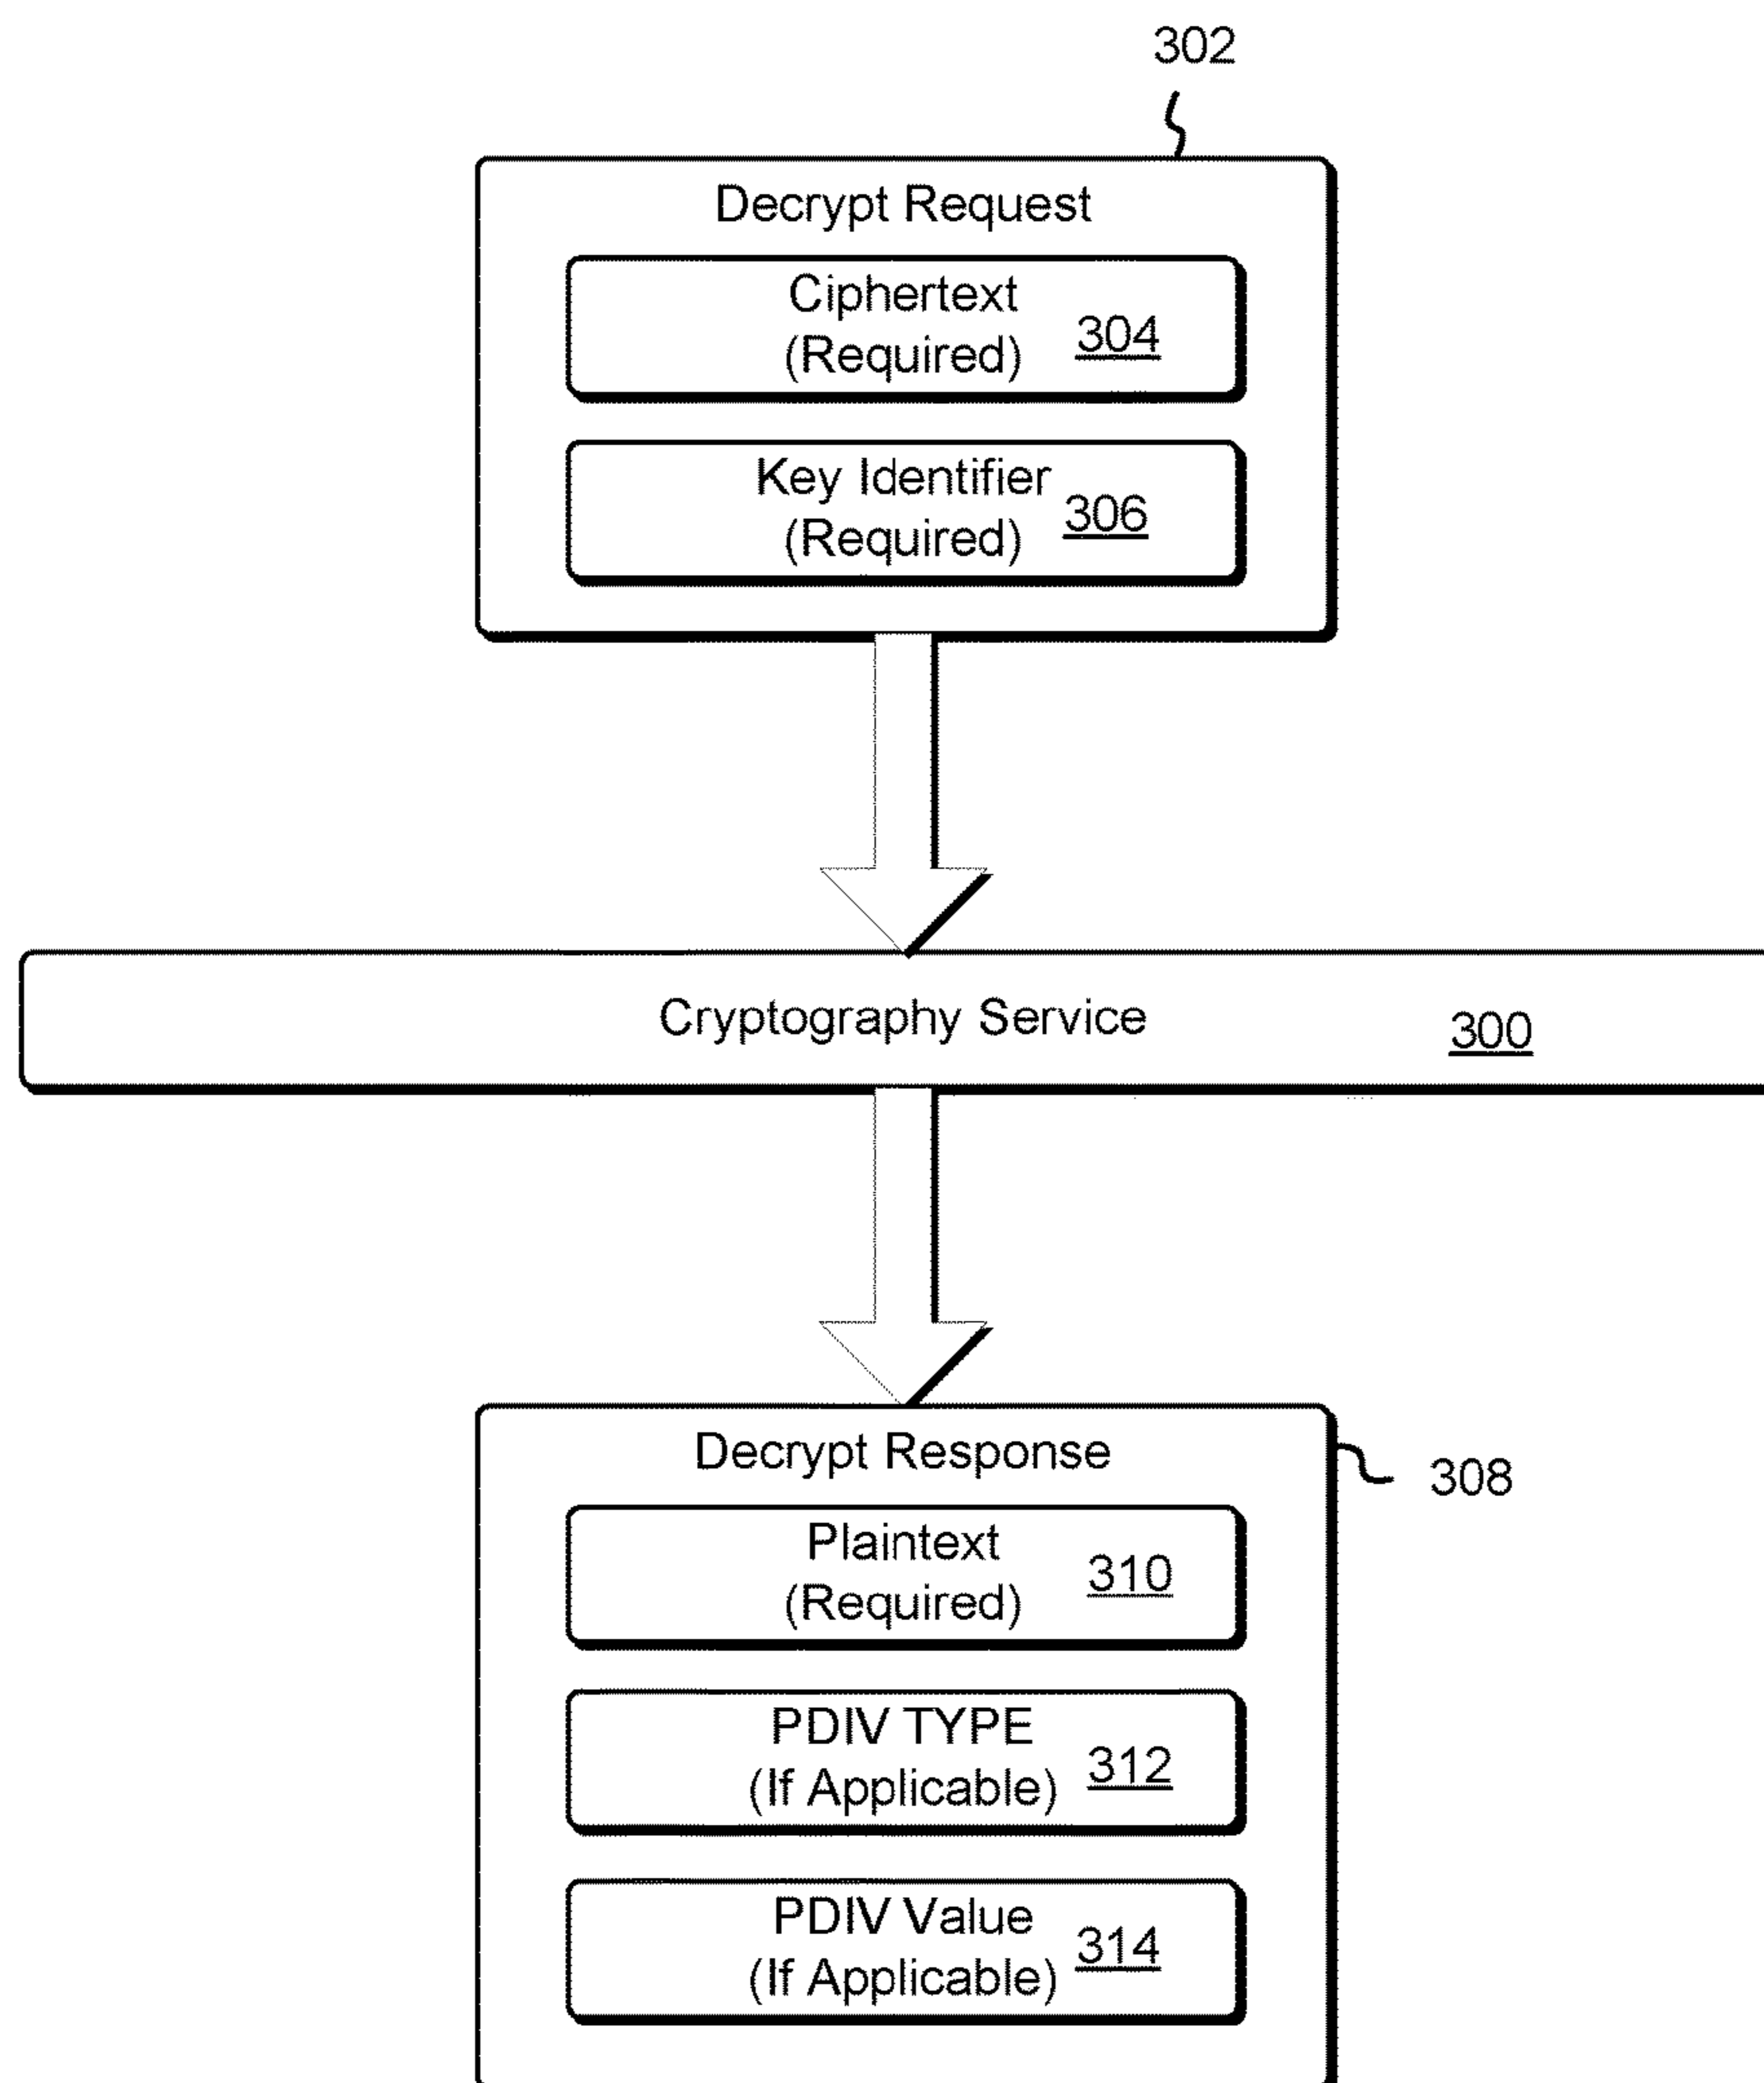 302
Decrypt Request
Ciphertext
(Required)
304
Key Identifier
(Required)
306
Cryptography Service
300
Decrypt Response
308
Plaintext
(Required)
310
PDIV TYPE
(If Applicable)
312
PDIV Value
(If Applicable)
314